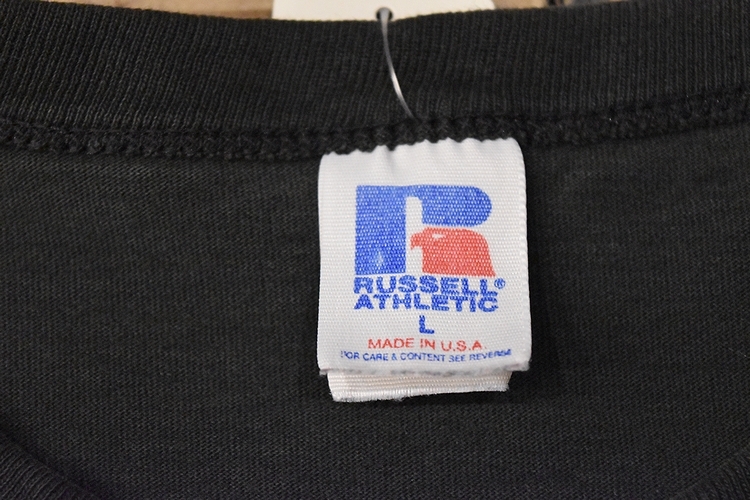 RUSSELL®
ATHLETIC
L
MADE IN U.S.A.
FOR CARE & CONTENT SEE REVERSE